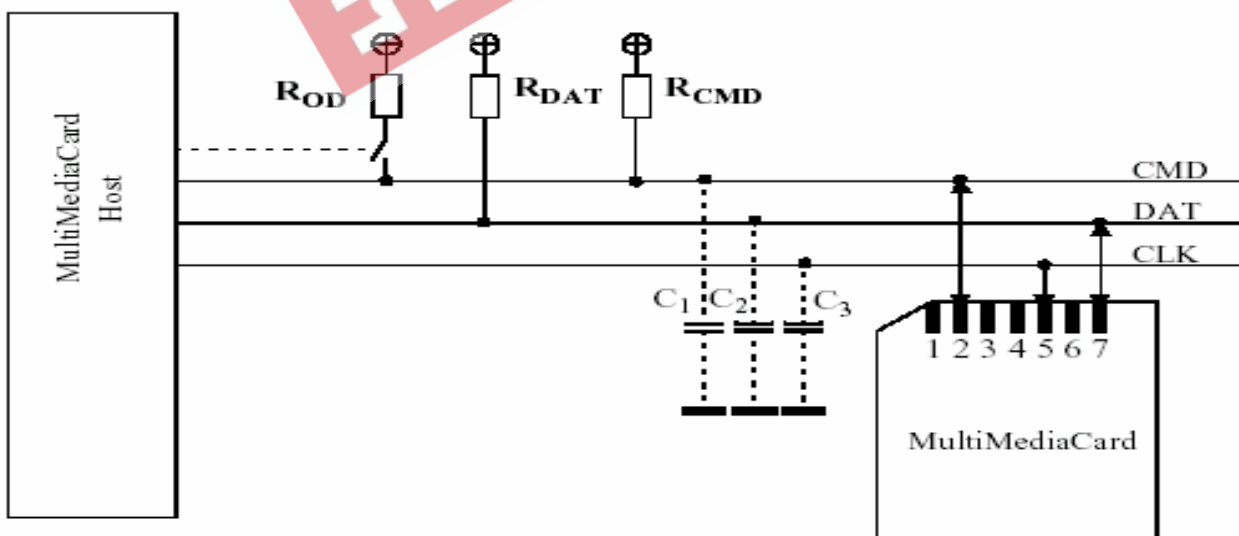 MultiMediaCard
Host
R_OD
R_DAT
R_CMD
CMD
DAT
CLK
C_1 C_2 C_3
1 2 3 4 5 6 7
MultiMediaCard